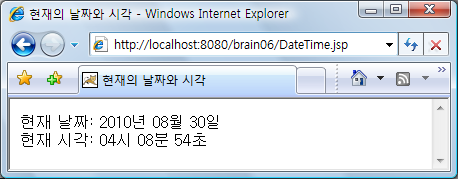 현재의 날짜와 시각 - Windows Internet Explorer
http://localhost:8080/brain06/DateTime.jsp
현재의 날짜와 시각
현재 날짜: 2010년 08월 30일
현재 시각: 04시 08분 54초